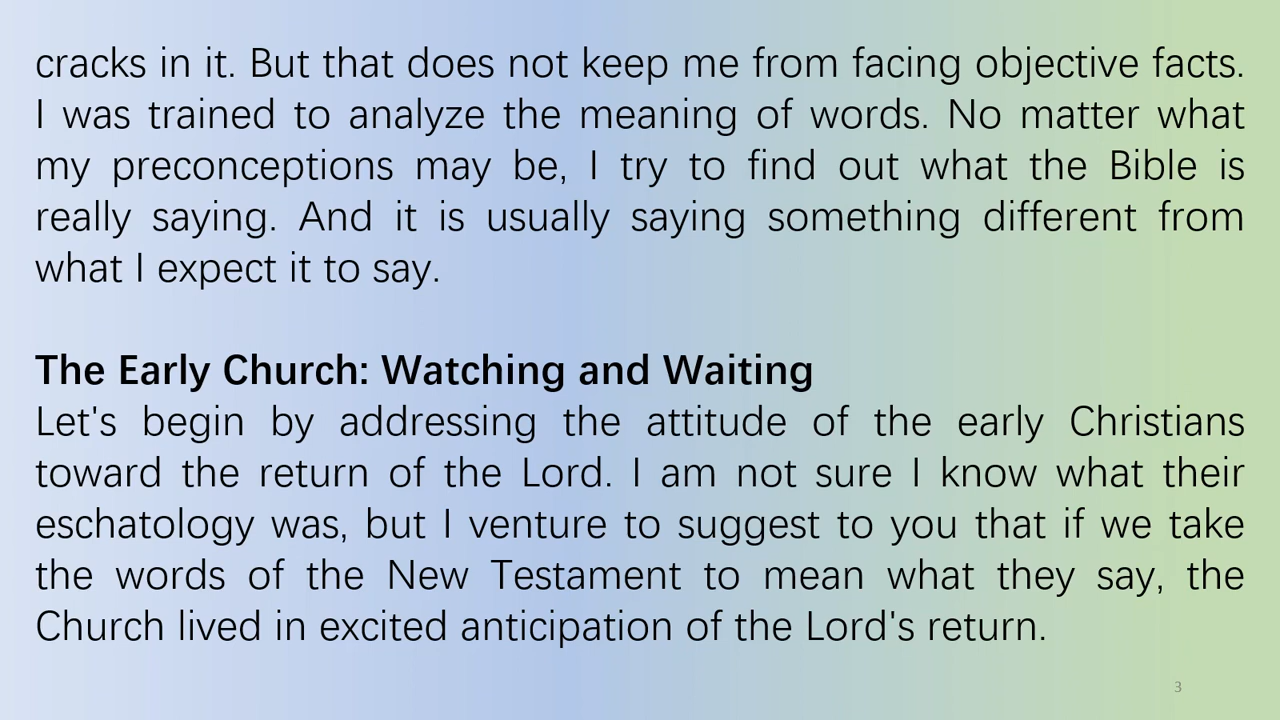 cracks in it. But that does not keep me from facing objective facts.
I was trained to analyze the meaning of words. No matter what
my preconceptions may be, I try to find out what the Bible is
really saying. And it is usually saying something different from
what I expect it to say.
The Early Church: Watching and Waiting
Let's begin by addressing the attitude of the early Christians
toward the return of the Lord. I am not sure I know what their
eschatology was, but I venture to suggest to you that if we take
the words of the New Testament to mean what they say, the
Church lived in excited anticipation of the Lord's return.
3